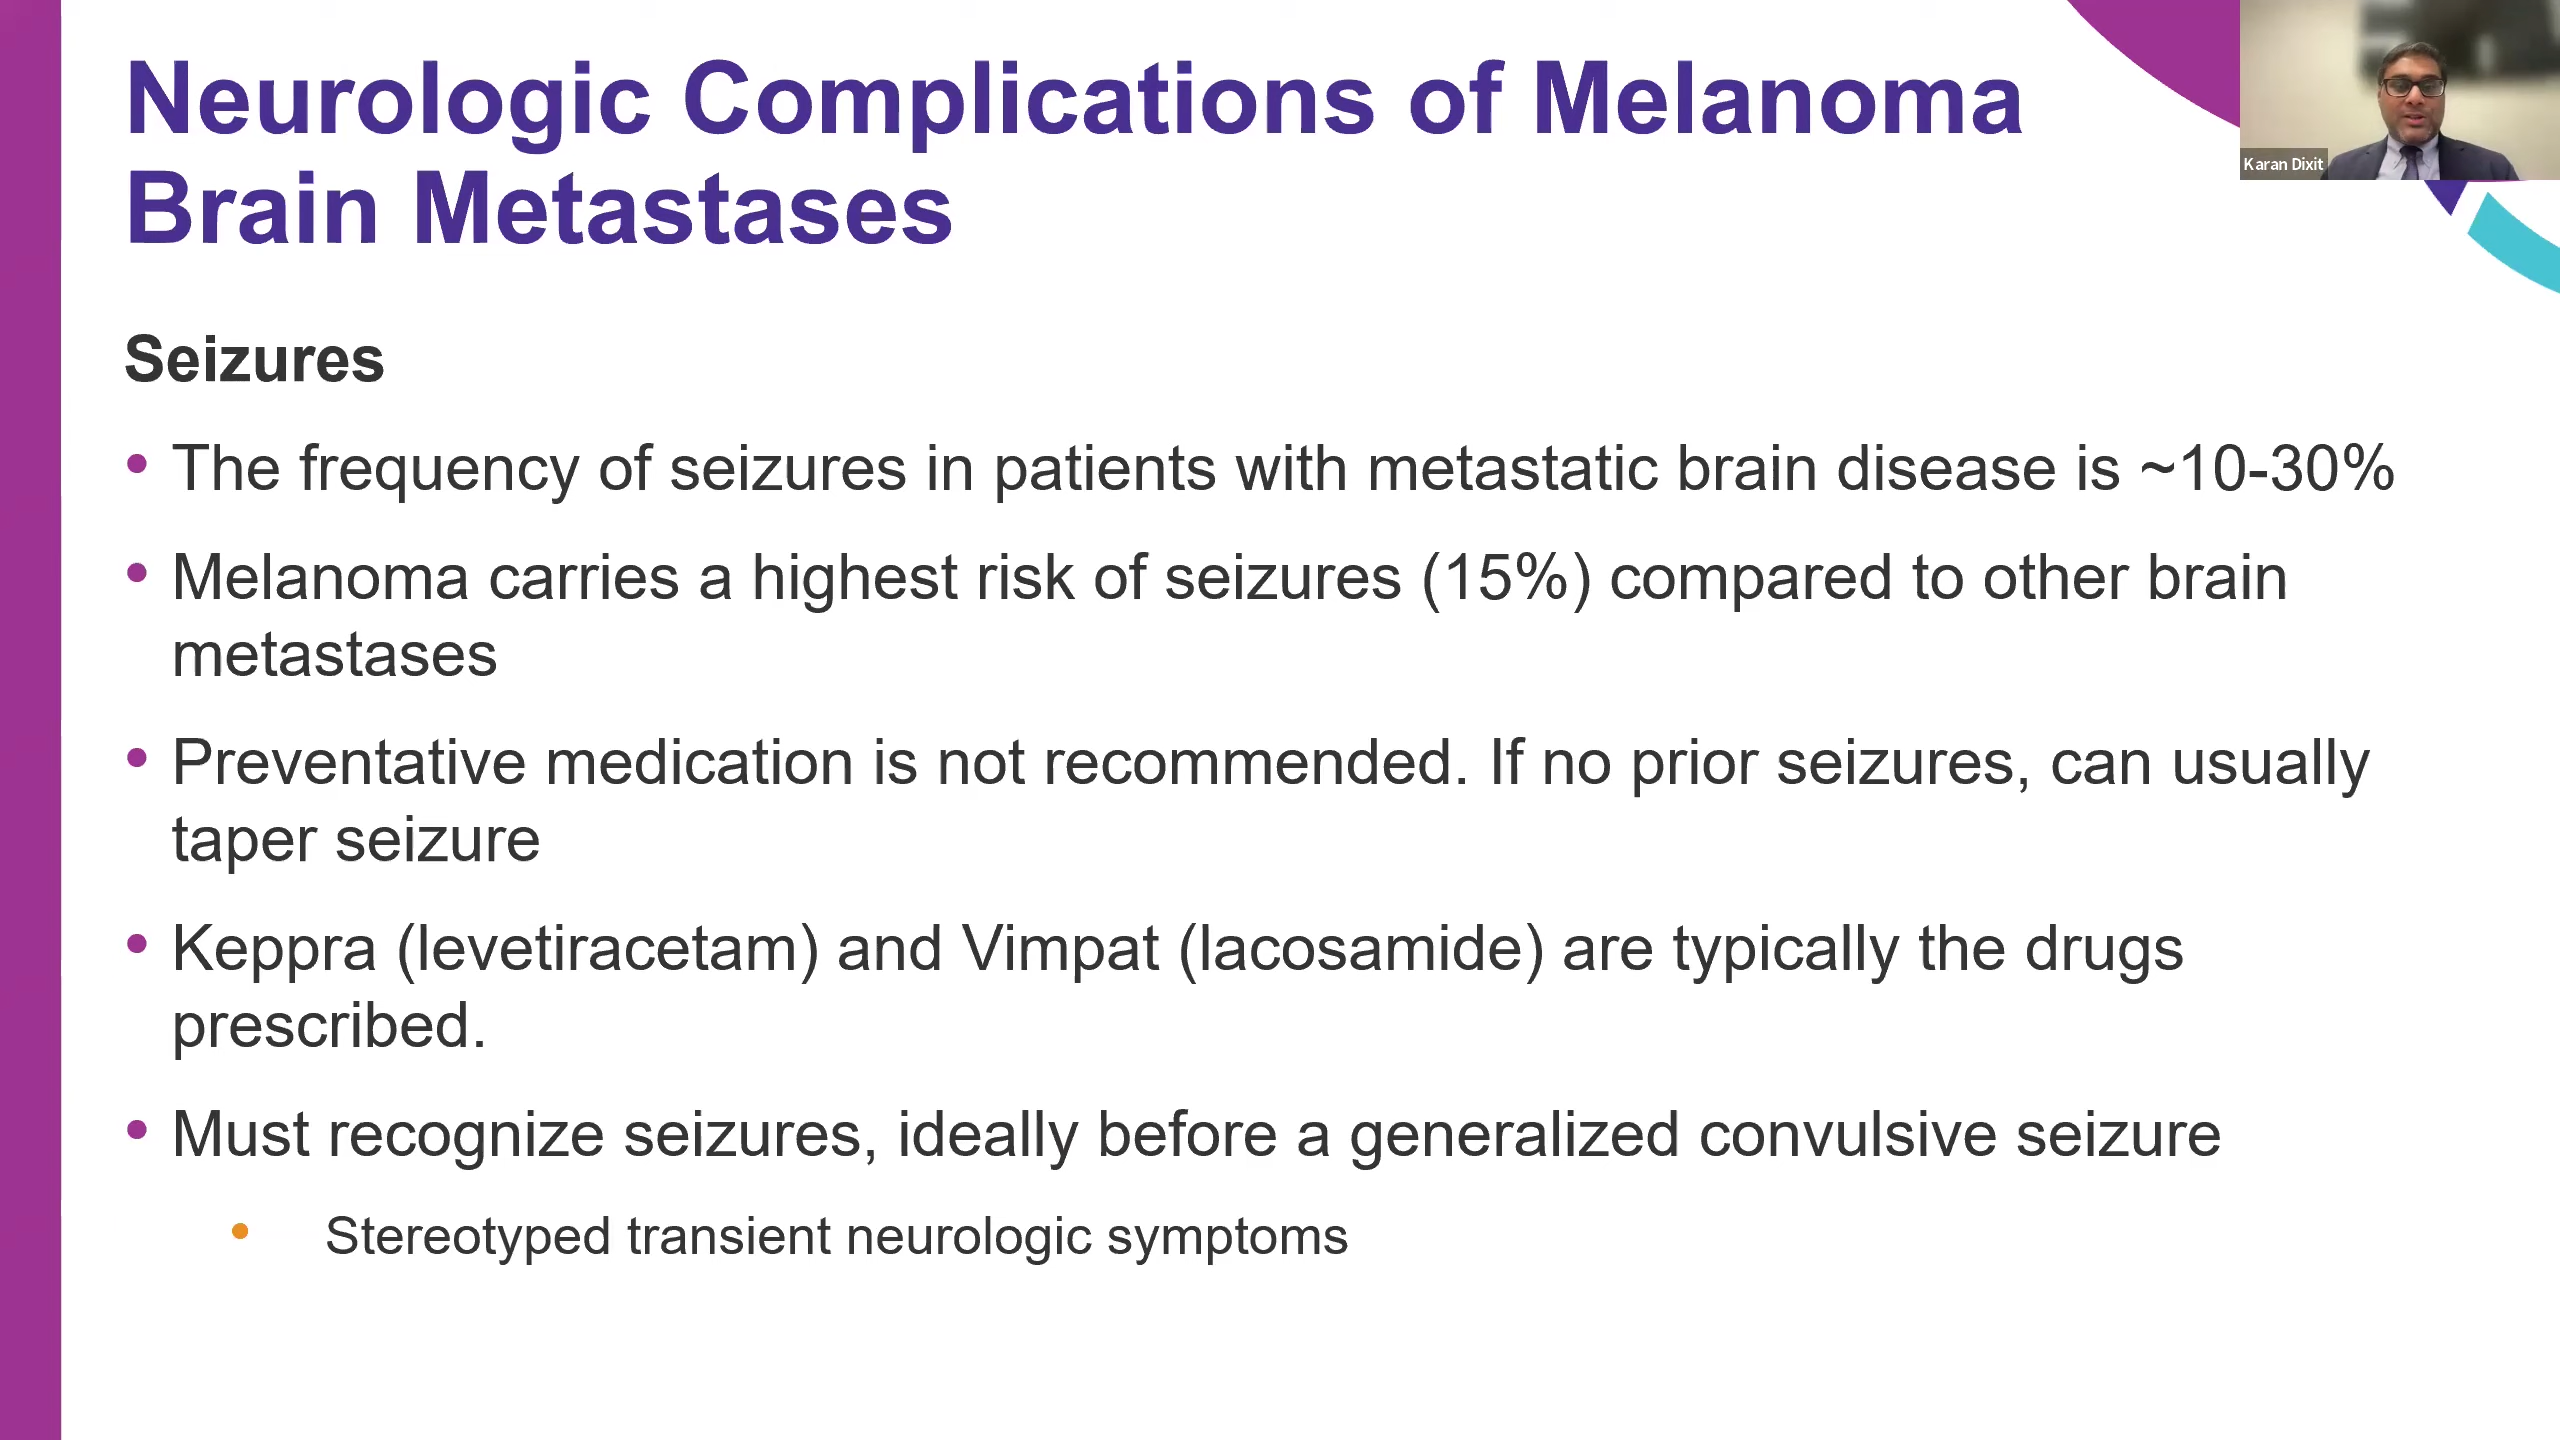 Neurologic Complications of Melanoma
Brain Metastases
Karan Dixit
Seizures
• The frequency of seizures in patients with metastatic brain disease is ~10-30%
• Melanoma carries a highest risk of seizures (15%) compared to other brain
metastases
• Preventative medication is not recommended. If no prior seizures, can usually
taper seizure
• Keppra (levetiracetam) and Vimpat (lacosamide) are typically the drugs
prescribed.
• Must recognize seizures, ideally before a generalized convulsive seizure
• Stereotyped transient neurologic symptoms